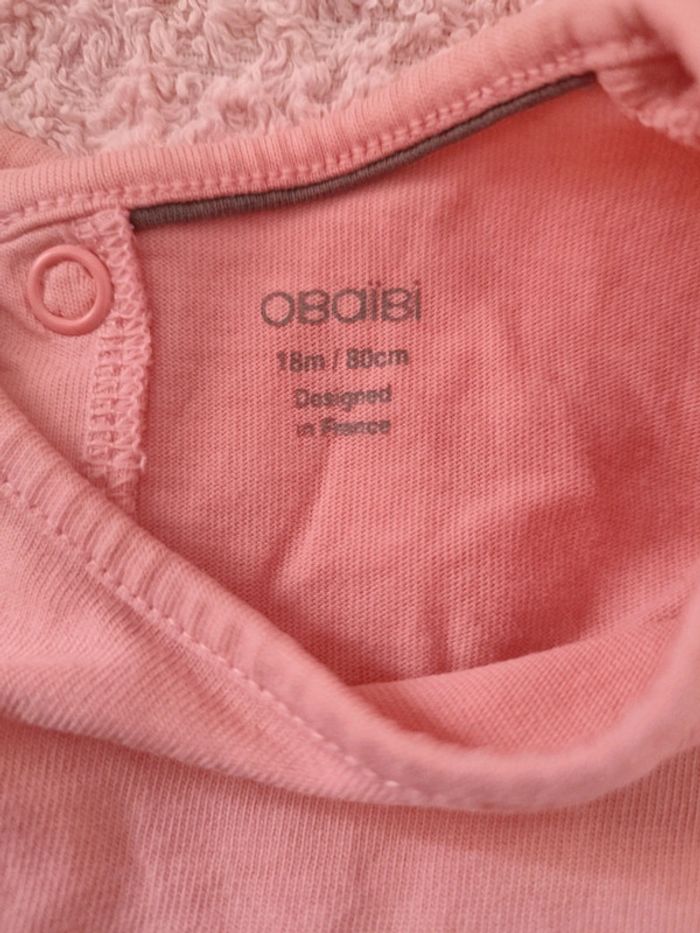 OBaïBi
18m / 80cm
Designed
in France